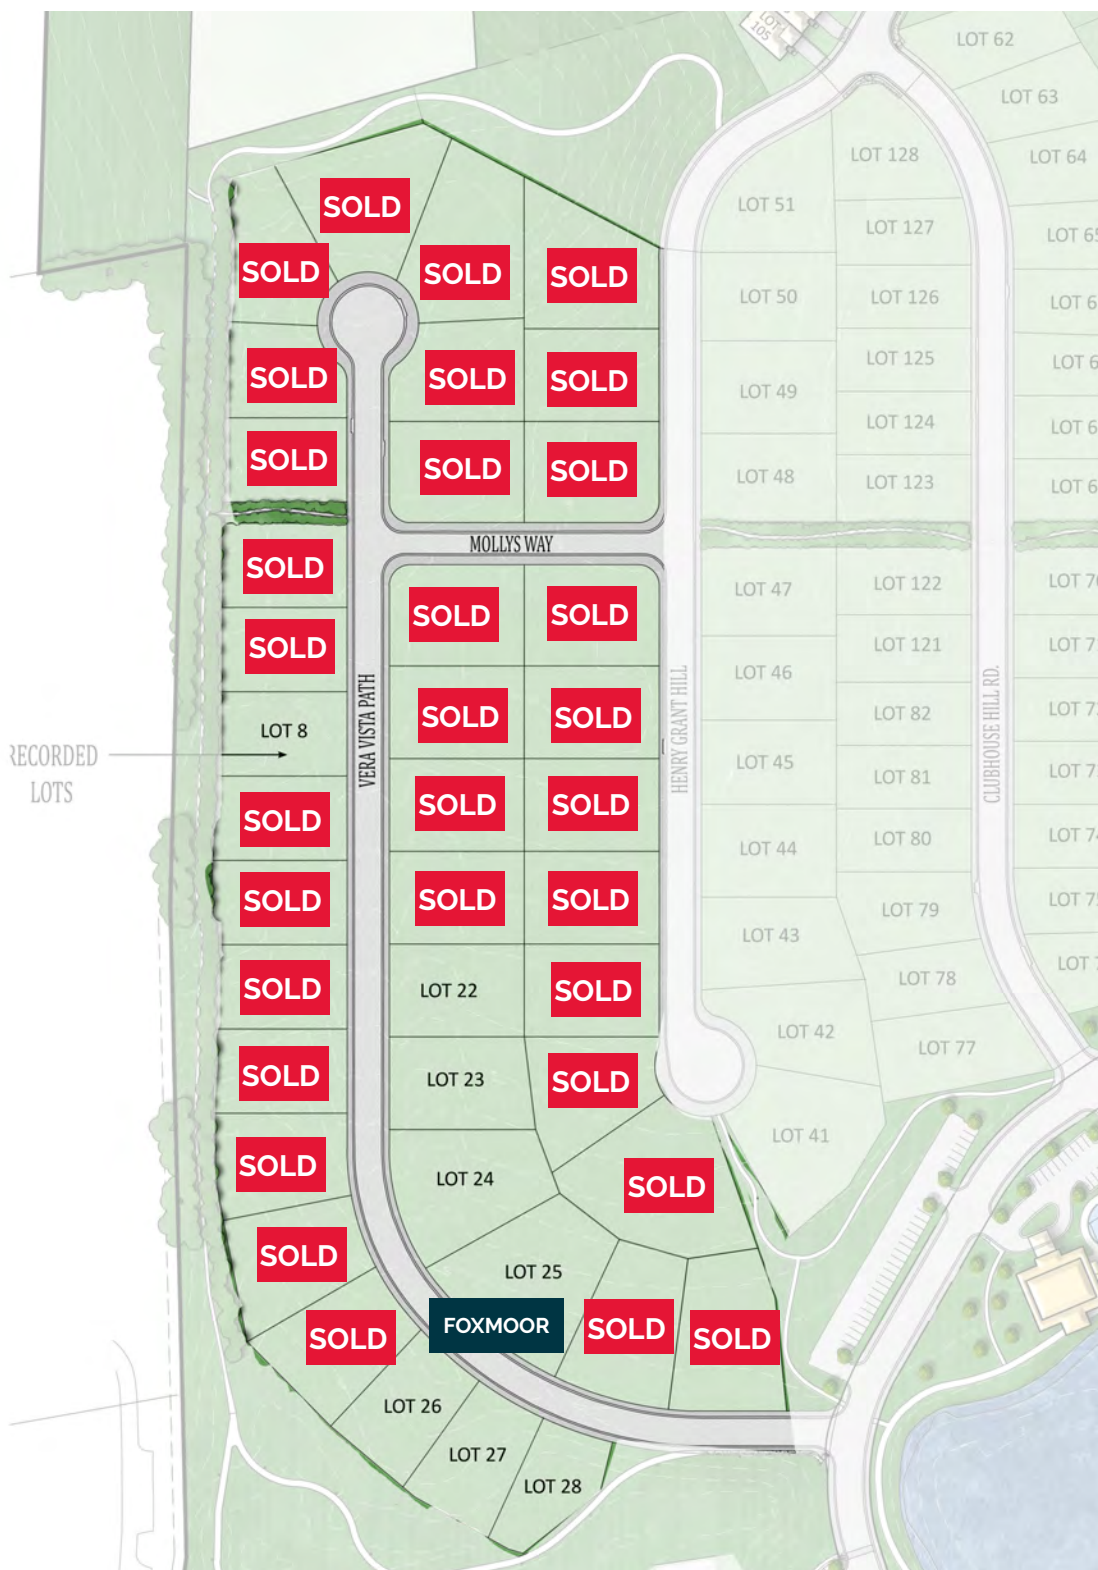 LOT 105
LOT 62
LOT 63
LOT 128
LOT 64
SOLD
LOT 51
LOT 127
SOLD
SOLD
SOLD
LOT 50
LOT 126
SOLD
SOLD
SOLD
LOT 125
LOT 49
LOT 124
SOLD
SOLD
SOLD
LOT 48
LOT 123
MOLLYS WAY
SOLD
LOT 47
LOT 122
SOLD
SOLD
SOLD
LOT 121
LOT 46
VERA VISTA PATH
HENRY GRANT HILL
CLUBHOUSE HILL RD.
SOLD
SOLD
LOT 82
LOT 8
RECORDED
LOTS
LOT 45
LOT 81
SOLD
SOLD
SOLD
LOT 44
LOT 80
SOLD
SOLD
SOLD
LOT 43
LOT 79
SOLD
LOT 22
SOLD
LOT 78
LOT 42
LOT 77
SOLD
LOT 23
SOLD
LOT 41
SOLD
LOT 24
SOLD
SOLD
LOT 25
SOLD
FOXMOOR
SOLD
SOLD
LOT 26
LOT 27
LOT 28